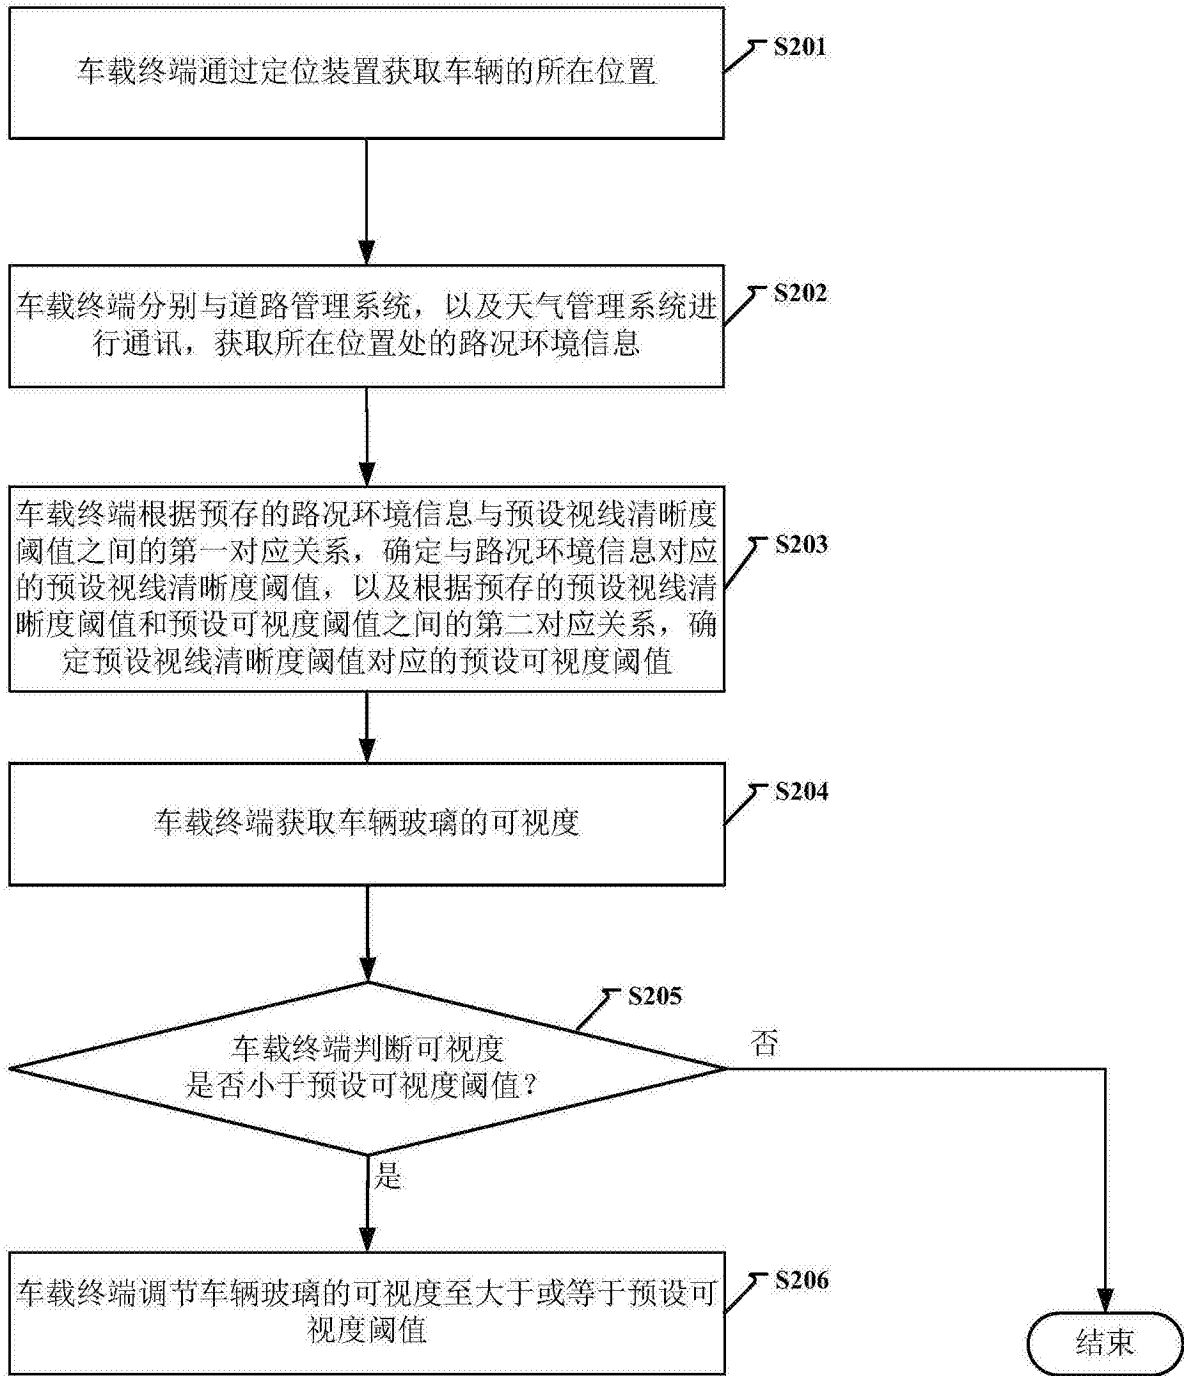 车载终端通过定位装置获取车辆的所在位置
S201
车载终端分别与道路管理系统，以及天气管理系统进
行通讯，获取所在位置处的路况环境信息
S202
车载终端根据预存的路况环境信息与预设视线清晰度
阈值之间的第一对应关系，确定与路况环境信息对应
的预设视线清晰度阈值，以及根据预存的预设视线清
晰度阈值和预设可视度阈值之间的第二对应关系，确
定预设视线清晰度阈值对应的预设可视度阈值
S203
车载终端获取车辆玻璃的可视度
S204
车载终端判断可视度
是否小于预设可视度阈值？
S205
否
是
车载终端调节车辆玻璃的可视度至大于或等于预设可
视度阈值
S206
结束